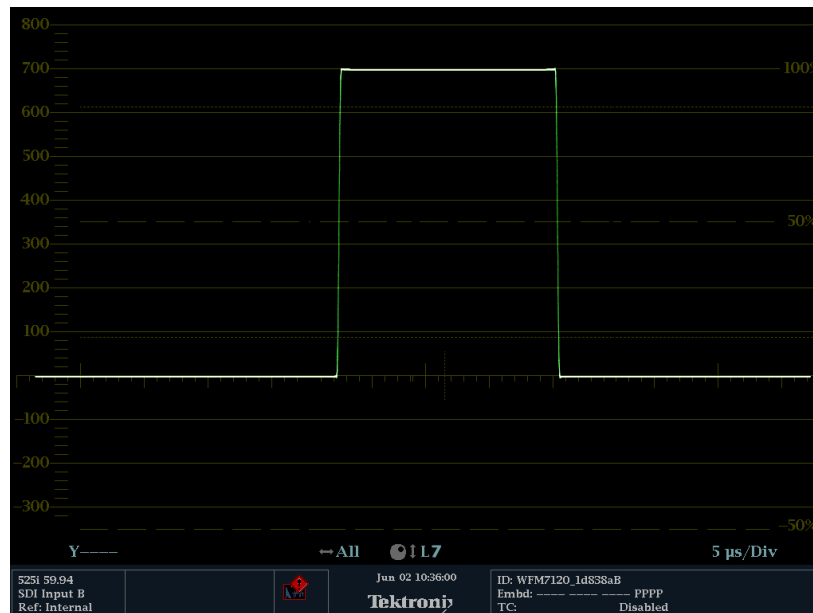 800
700
100%
600
500
400
50%
300
200
100
−100
−200
−300
−50%
Y−−−−
All
L7
5 µs/Div
525i 59.94
SDI Input B
Ref: Internal
Jun 02 10:36:00
Tektronix
ID: WFM7120_1d838aB
Embd: −−−− −−−− −−−− PPPP
TC: Disabled